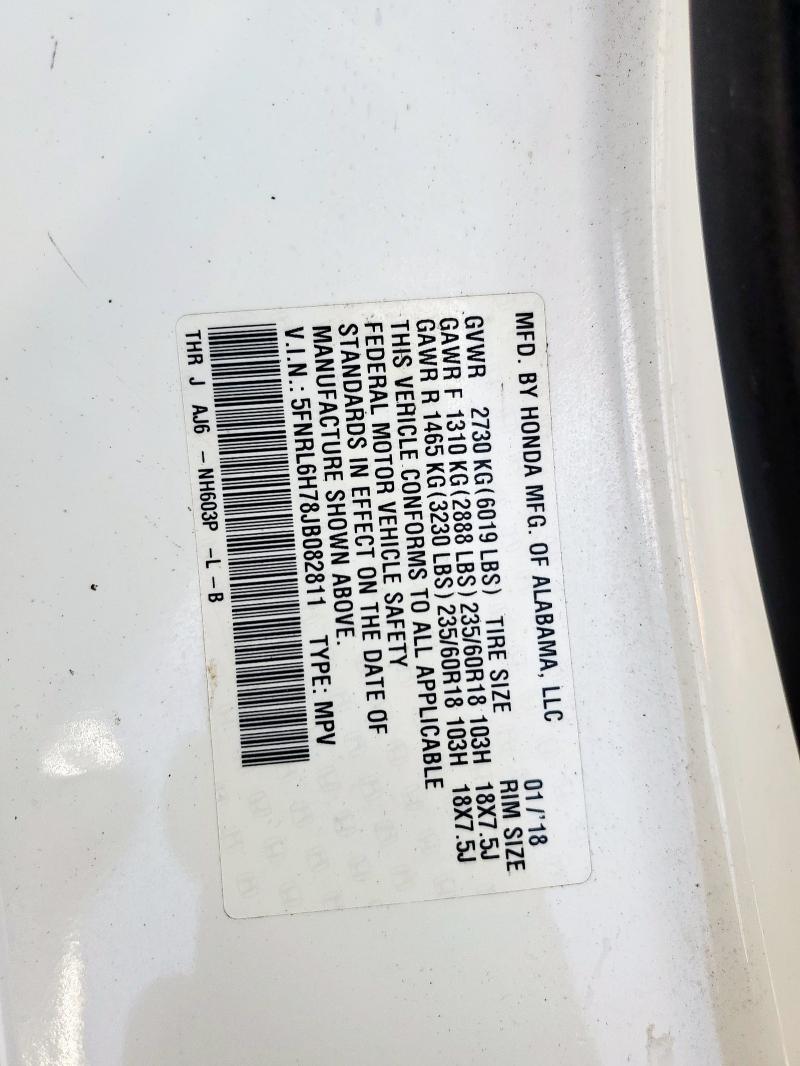 MFD. BY HONDA MFG. OF ALABAMA, LLC 01/'18
GVWR 2730 KG(6019 LBS) TIRE SIZE RIM SIZE
GAWR F 1310 KG(2888 LBS) 235/60R18 103H 18X7.5J
GAWR R 1465 KG(3230 LBS) 235/60R18 103H 18X7.5J
THIS VEHICLE CONFORMS TO ALL APPLICABLE
FEDERAL MOTOR VEHICLE SAFETY
STANDARDS IN EFFECT ON THE DATE OF
MANUFACTURE SHOWN ABOVE.
V.I.N.: 5FNRL6H78JB082811 TYPE: MPV
THR J AJ6 -NH603P -L-B